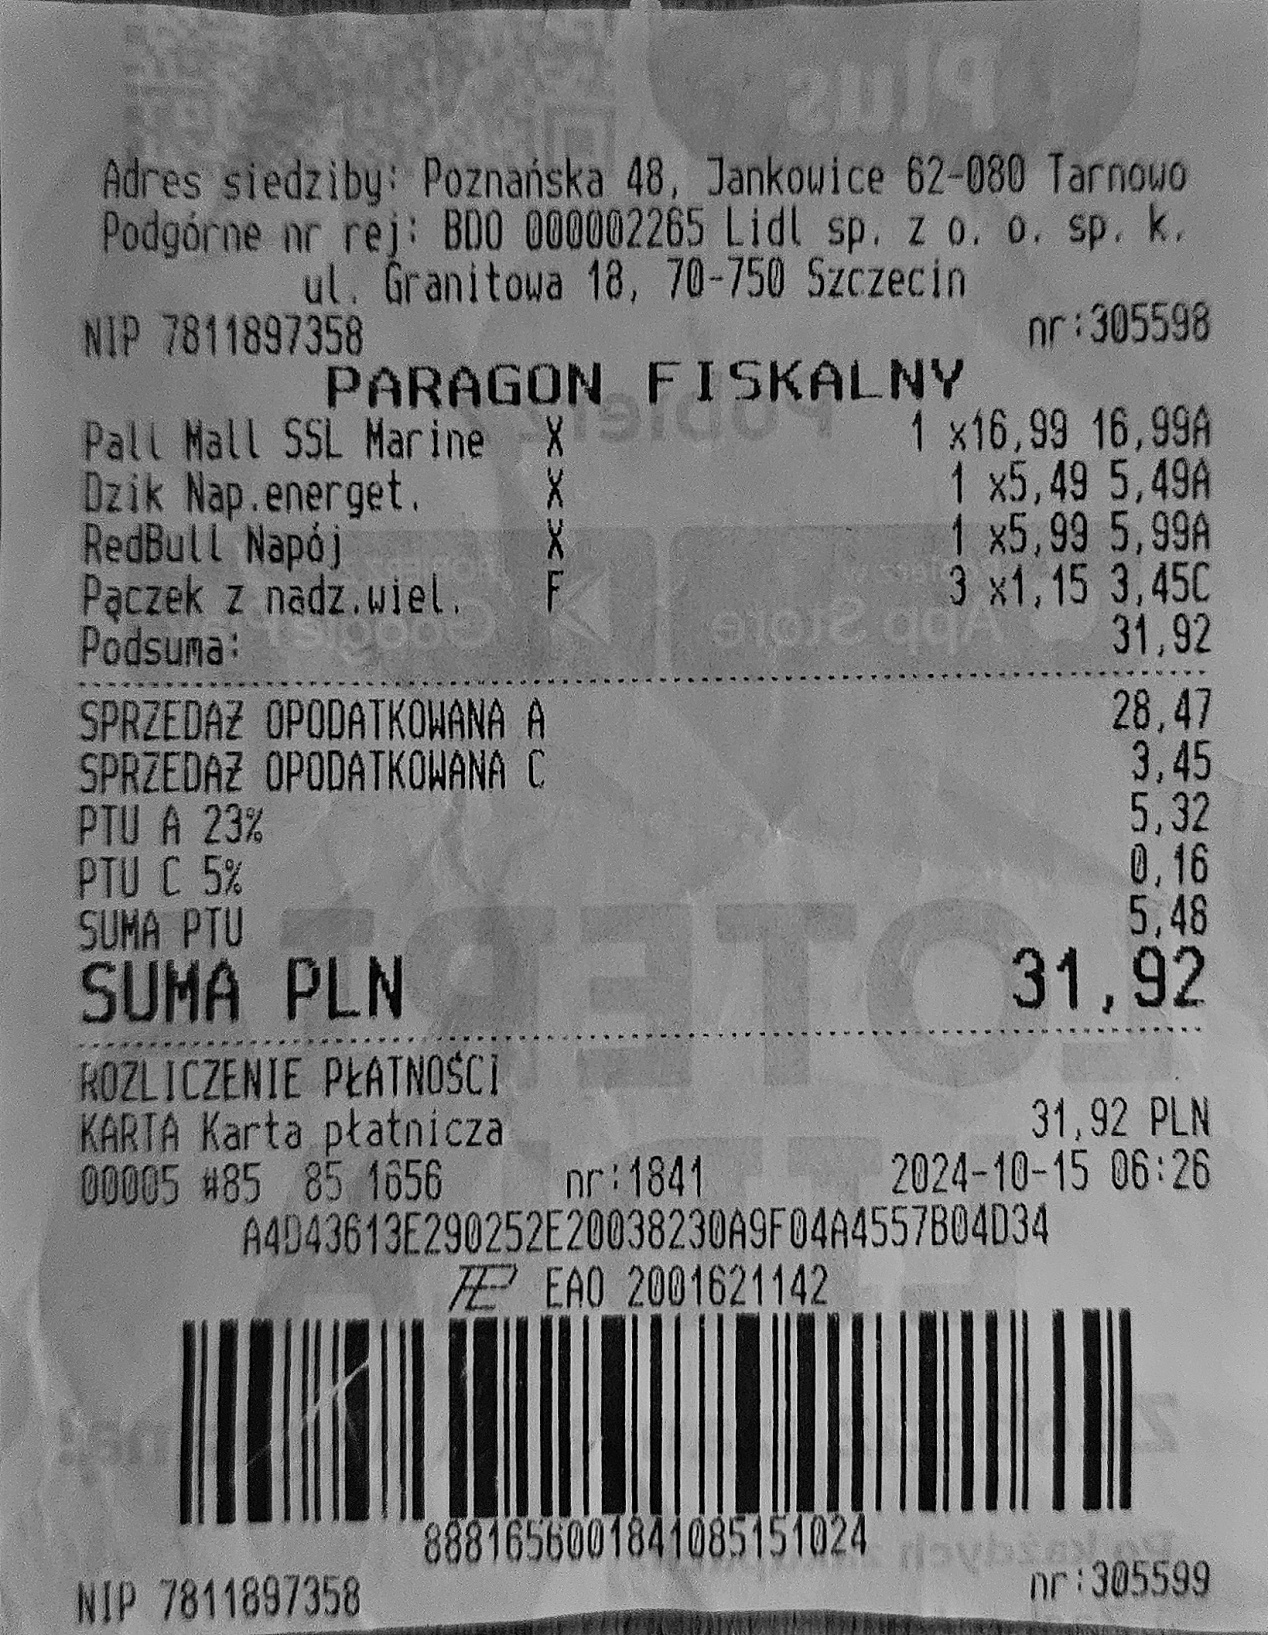 Plus
Adres siedziby: Poznańska 48, Jankowice 62-080 Tarnowo
Podgórne nr rej: BDO 000002265 Lidl sp. z o. o. sp. k.
ul. Granitowa 18, 70-750 Szczecin
NIP 7811897358 nr:305598
PARAGON FISKALNY
Pall Mall SSL Marine X 1 x16,99 16,99A
Dzik Nap.energet. X 1 x5,49 5,49A
RedBull Napój X 1 x5,99 5,99A
Pączek z nadz.wiel. F 3 x1,15 3,45C
Podsuma: 31,92
SPRZEDAŻ OPODATKOWANA A 28,47
SPRZEDAŻ OPODATKOWANA C 3,45
PTU A 23% 5,32
PTU C 5% 0,16
SUMA PTU 5,48
SUMA PLN 31,92
ROZLICZENIE PŁATNOŚCI
KARTA Karta płatnicza 31,92 PLN
00005 #85 85 1656 nr:1841 2024-10-15 06:26
A4D43613E290252E20038230A9F04A4557B04D34
EAO 2001621142
8881656001841085151024
NIP 7811897358 nr:305599